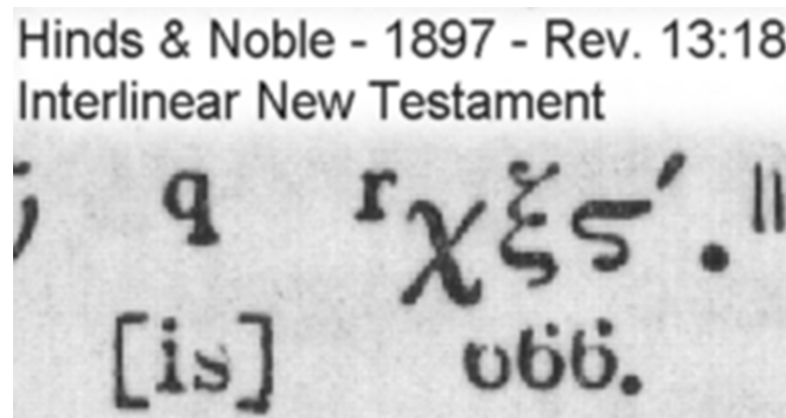 Hinds & Noble - 1897 - Rev. 13:18
Interlinear New Testament
; q rχξϛʹ. ||
[is] 666.